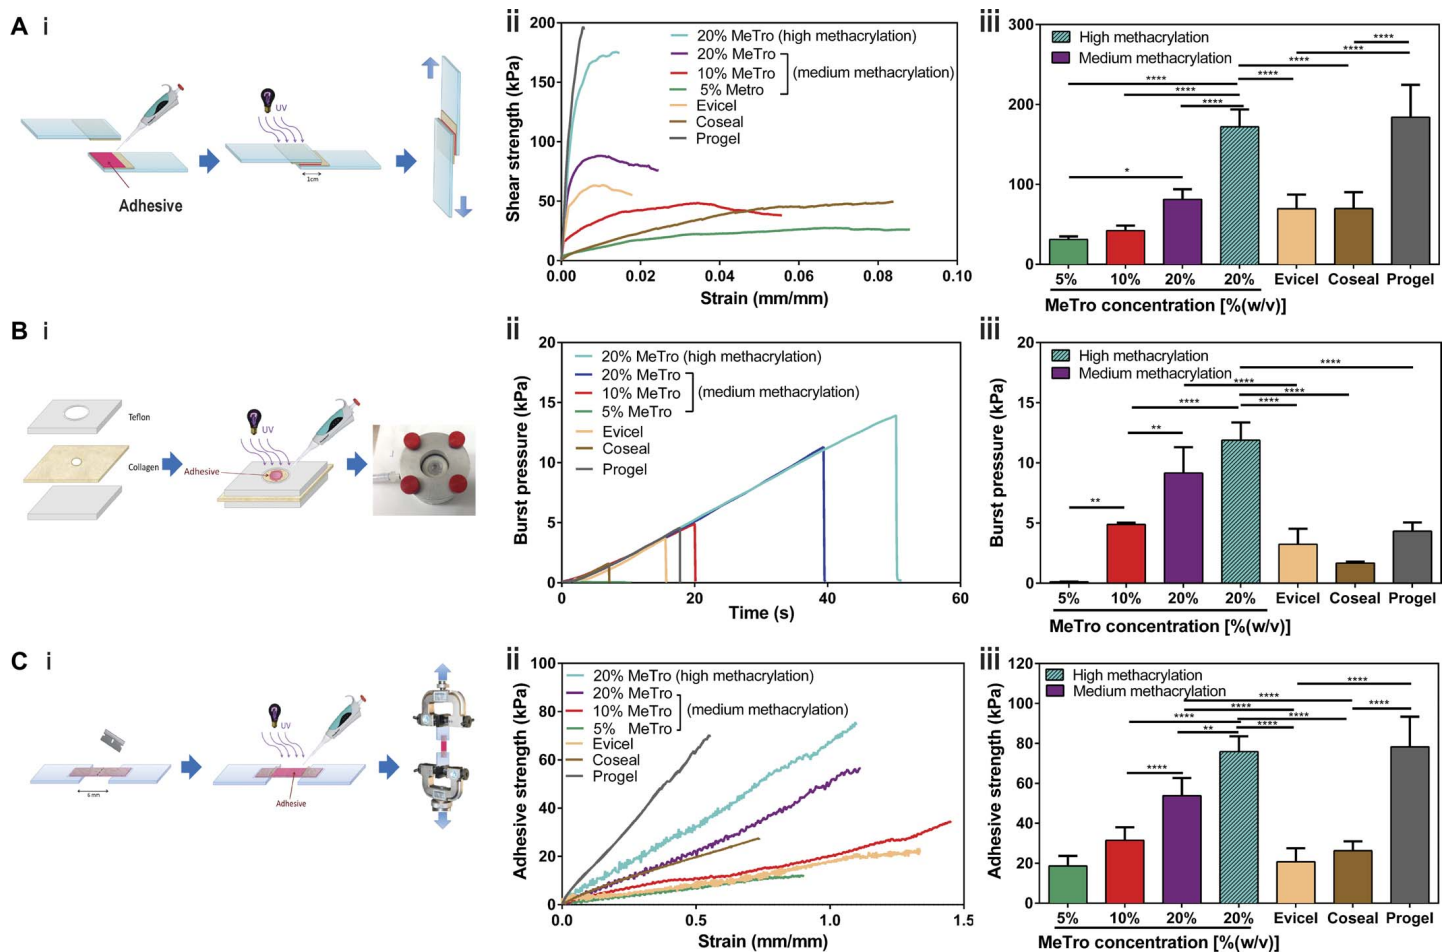 A i
UV
1cm
Adhesive
ii
Shear strength (kPa)
200
150
100
50
0
20% MeTro (high methacrylation)
20% MeTro
10% MeTro (medium methacrylation)
5% Metro
Evicel
Coseal
Progel
0.00 0.02 0.04 0.06 0.08 0.10
Strain (mm/mm)
iii
Shear strength (kPa)
300
200
100
0
High methacrylation
Medium methacrylation
****
****
****
**** ****
****
****
*
5% 10% 20% 20% Evicel Coseal Progel
MeTro concentration [%(w/v)]
B i
Teflon
Collagen
UV
Adhesive
ii
Burst pressure (kPa)
20
15
10
5
0
20% MeTro (high methacrylation)
20% MeTro
10% MeTro (medium methacrylation)
5% MeTro
Evicel
Coseal
Progel
0 20 40 60
Time (s)
iii
Burst pressure (kPa)
20
15
10
5
0
High methacrylation
Medium methacrylation
****
****
****
**** ****
**
**
5% 10% 20% 20% Evicel Coseal Progel
MeTro concentration [%(w/v)]
C i
6 mm
UV
Adhesive
ii
Adhesive strength (kPa)
100
80
60
40
20
0
20% MeTro (high methacrylation)
20% MeTro
10% MeTro (medium methacrylation)
5% MeTro
Evicel
Coseal
Progel
0.0 0.5 1.0 1.5
Strain (mm/mm)
iii
Adhesive strength (kPa)
120
100
80
60
40
20
0
High methacrylation
Medium methacrylation
****
****
**** ****
**** ****
** ****
****
5% 10% 20% 20% Evicel Coseal Progel
MeTro concentration [%(w/v)]